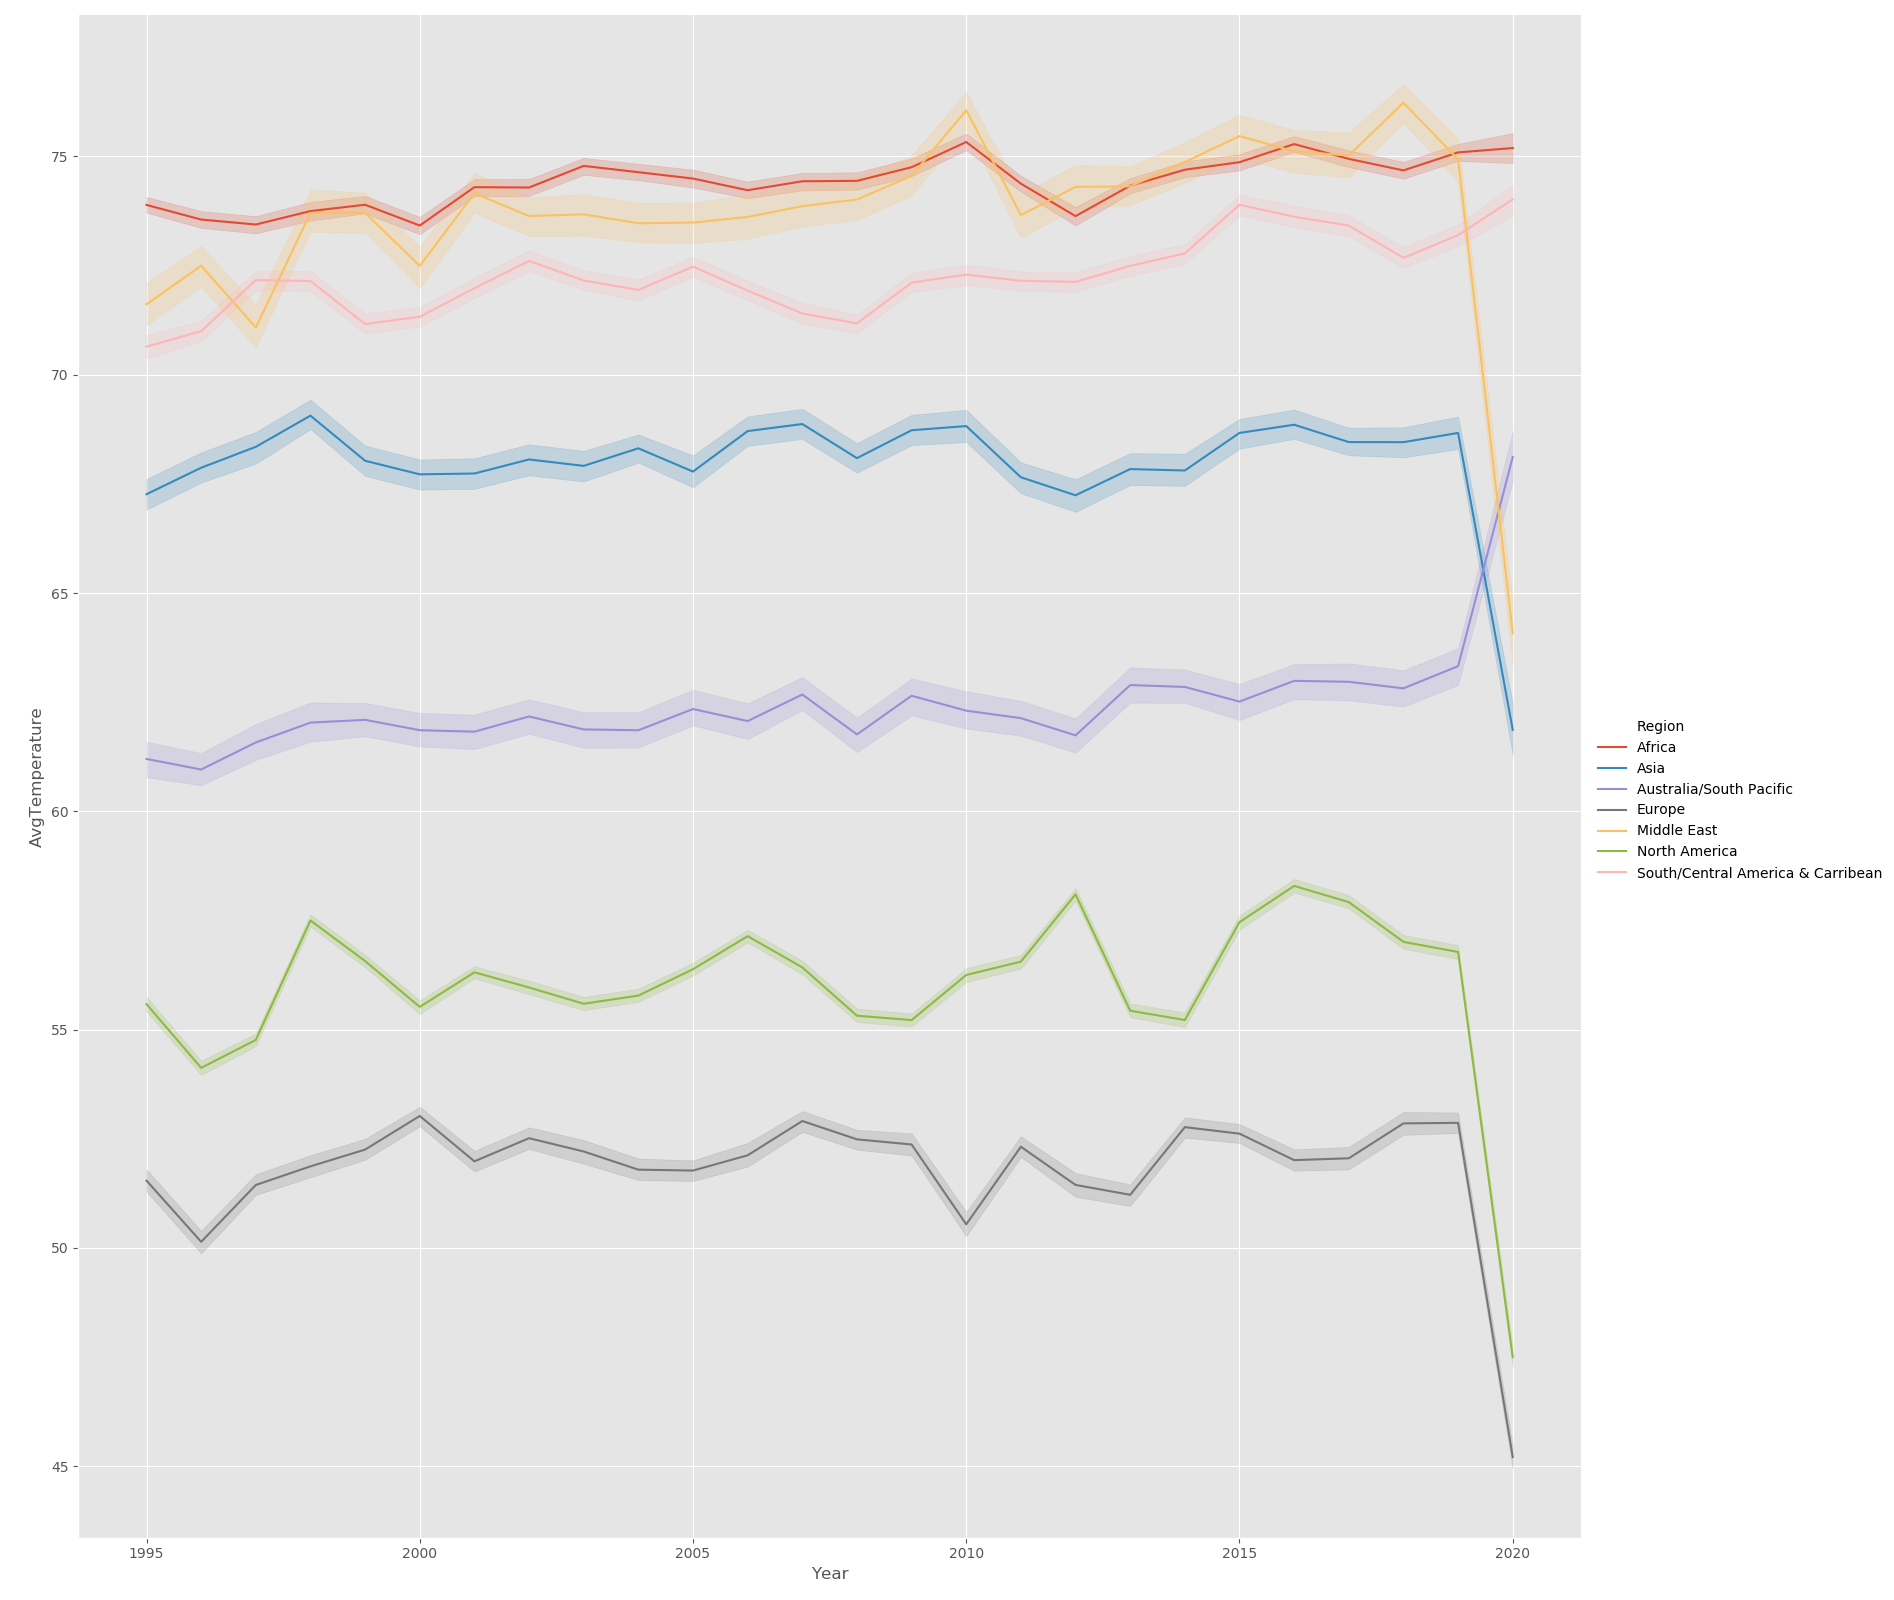 75
70
65
60
55
50
45
AvgTemperature
1995 2000 2005 2010 2015 2020
Year
Region
Africa
Asia
Australia/South Pacific
Europe
Middle East
North America
South/Central America & Carribean